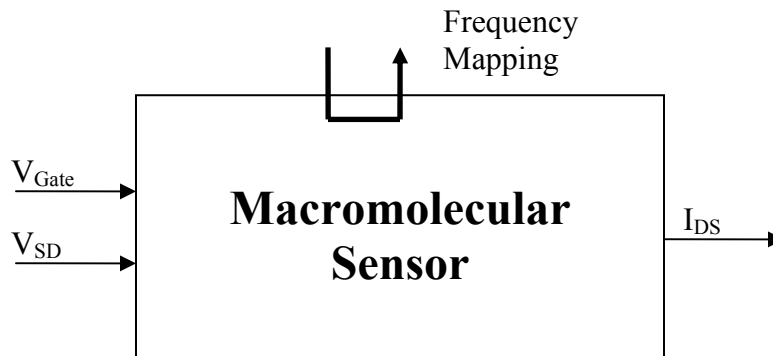 Frequency
Mapping
V_Gate
V_SD
Macromolecular
Sensor
I_DS